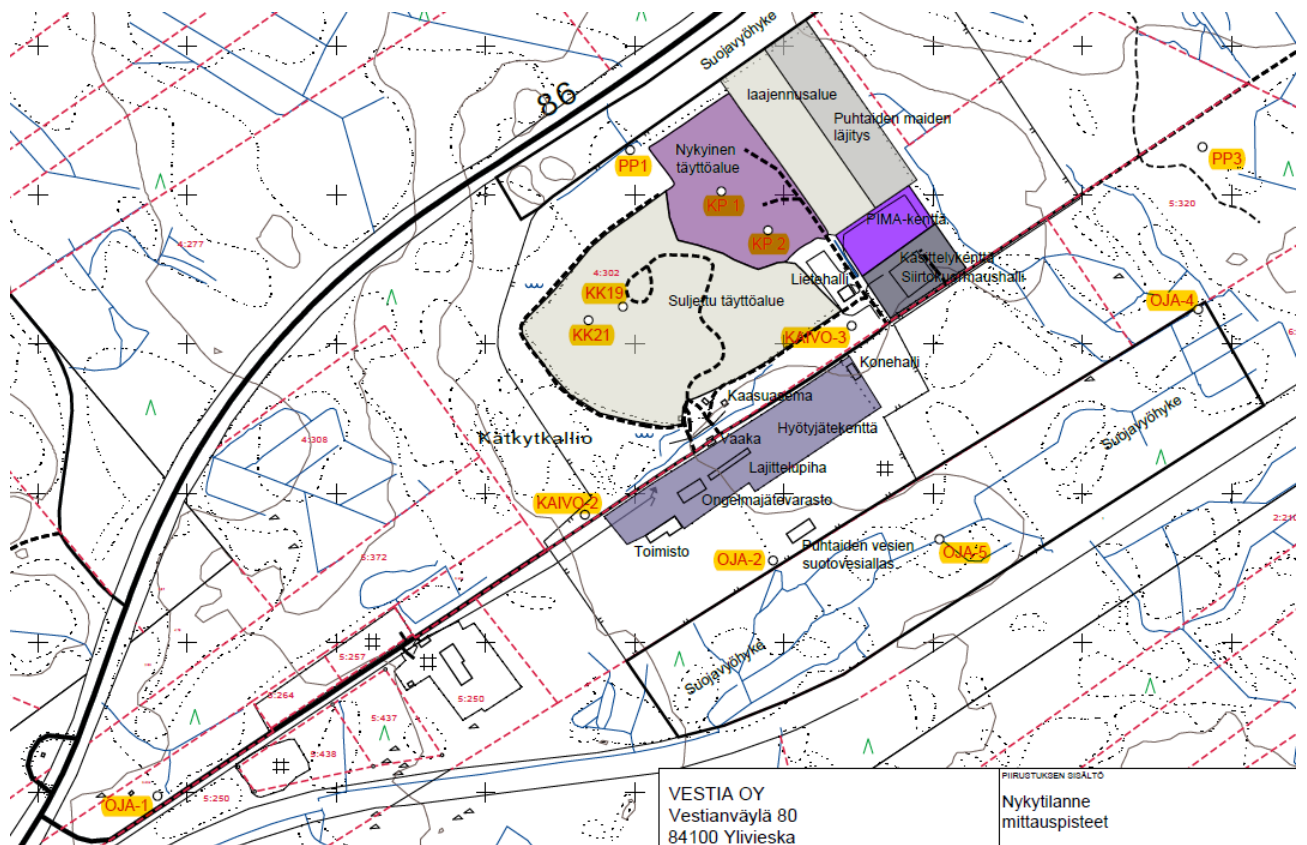 86
Suojavyöhyke
laajennusalue
Puhtaiden maiden
läjitys
Nykyinen
täyttöalue
PP1
PP3
5:320
KP 1
KP 2
PIMA-kenttä
4:277
4:302
Käsittelykenttä
Siirtokuormaushalli
Lietehalli
KK19
KK21
Suljettu täyttöalue
OJA-4
KAIVO-3
Konehalli
Kaasuasema
Hyötyjätekenttä
Suojavyöhyke
4:308
Kätkytkallio
Vaaka
Lajittelupiha
KAIVO-2
Ongelmajätevarasto
2:210
5:372
Toimisto
OJA-2
Puhtaiden vesien
suotovesiallas
OJA-5
5:257
5:264
5:250
Suojavyöhyke
5:437
5:438
OJA-1
5:250
VESTIA OY
Vestianväylä 80
84100 Ylivieska
PIIRUSTUKSEN SISÄLTÖ
Nykytilanne
mittauspisteet